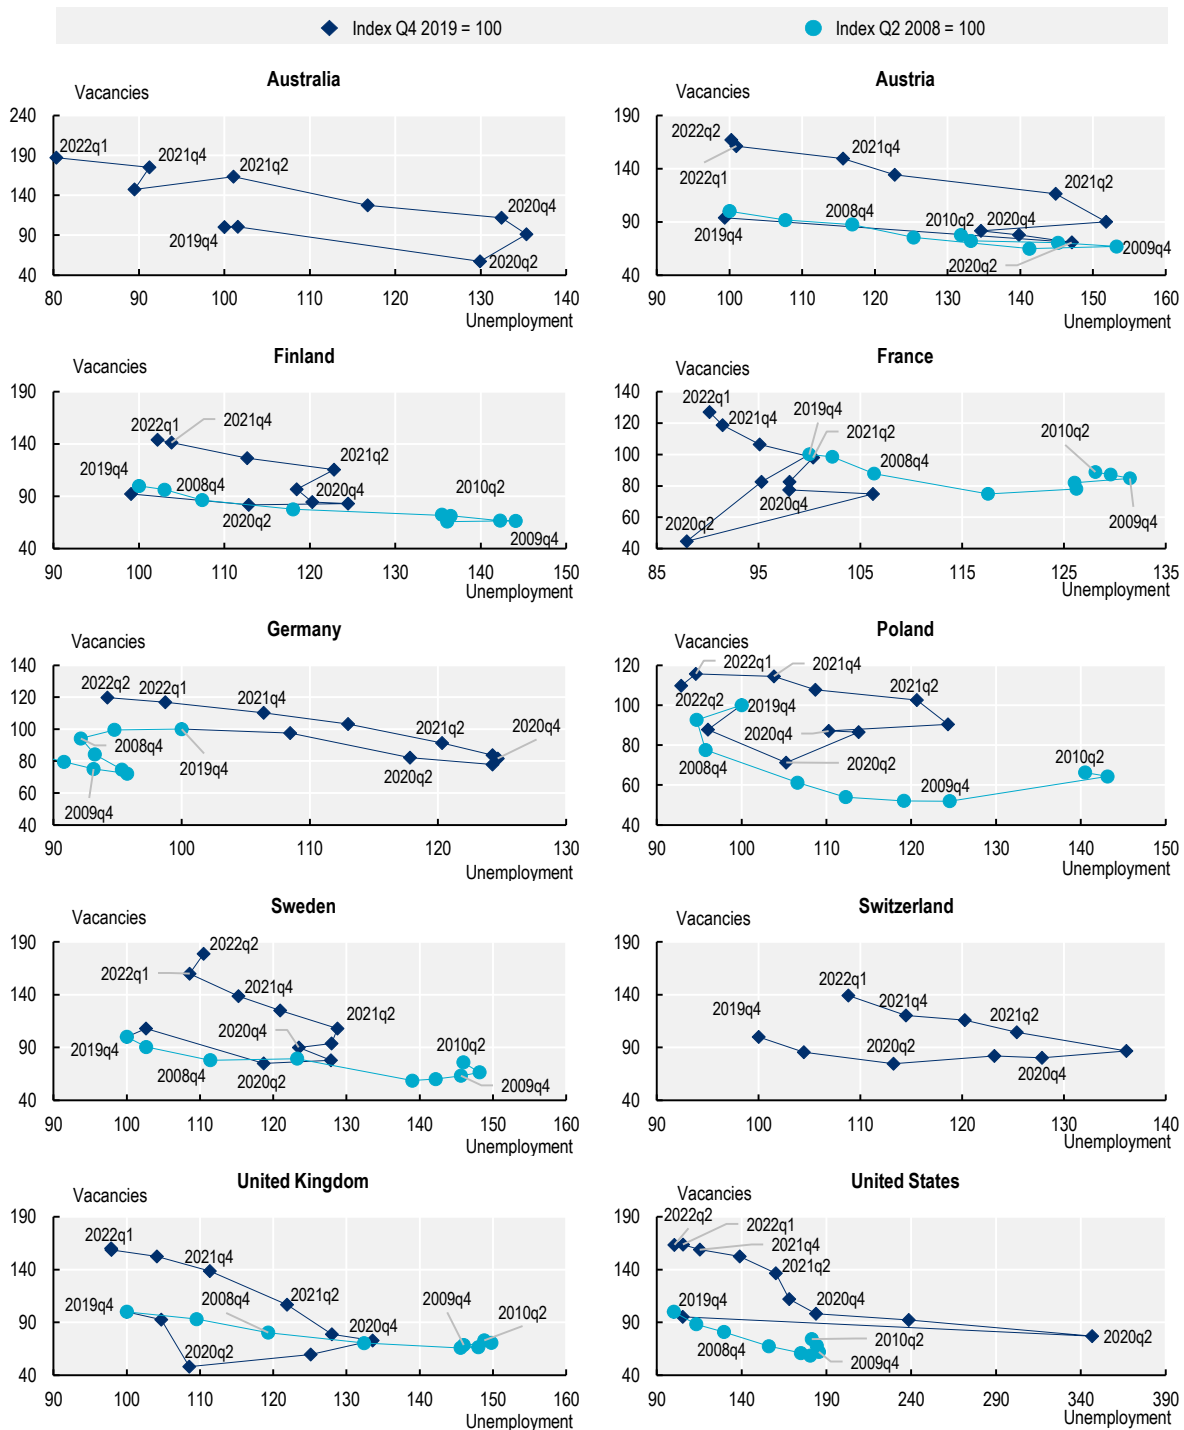 Index Q4 2019 = 100
Index Q2 2008 = 100
Australia
Vacancies
240
190
140
90
40
2022q1
2021q4
2021q2
2020q4
2019q4
2020q2
80 90 100 110 120 130 140
Unemployment
Austria
Vacancies
190
140
90
40
2022q2
2022q1
2021q4
2021q2
2008q4
2010q2
2020q4
2019q4
2020q2
2009q4
90 100 110 120 130 140 150 160
Unemployment
Finland
Vacancies
190
140
90
40
2022q1
2021q4
2021q2
2019q4
2008q4
2020q4
2010q2
2020q2
2009q4
90 100 110 120 130 140 150
Unemployment
France
Vacancies
140
120
100
80
60
40
2022q1
2019q4
2021q4
2021q2
2010q2
2008q4
2020q4
2009q4
2020q2
85 95 105 115 125 135
Unemployment
Germany
Vacancies
140
120
100
80
60
40
2022q2
2022q1
2021q4
2021q2
2020q4
2008q4
2019q4
2020q2
2009q4
90 100 110 120 130
Unemployment
Poland
Vacancies
120
100
80
60
40
2022q1
2021q4
2021q2
2022q2
2019q4
2020q4
2008q4
2020q2
2010q2
2009q4
90 100 110 120 130 140 150
Unemployment
Sweden
Vacancies
190
140
90
40
2022q2
2022q1
2021q4
2021q2
2020q4
2019q4
2010q2
2008q4
2020q2
2009q4
90 100 110 120 130 140 150 160
Unemployment
Switzerland
Vacancies
190
140
90
40
2022q1
2021q4
2019q4
2021q2
2020q2
2020q4
90 100 110 120 130 140
Unemployment
United Kingdom
Vacancies
190
140
90
40
2022q1
2021q4
2021q2
2019q4
2008q4
2009q4
2010q2
2020q4
2020q2
90 100 110 120 130 140 150 160
Unemployment
United States
Vacancies
190
140
90
40
2022q2
2022q1
2021q4
2021q2
2019q4
2020q4
2020q2
2008q4
2010q2
2009q4
90 140 190 240 290 340 390
Unemployment